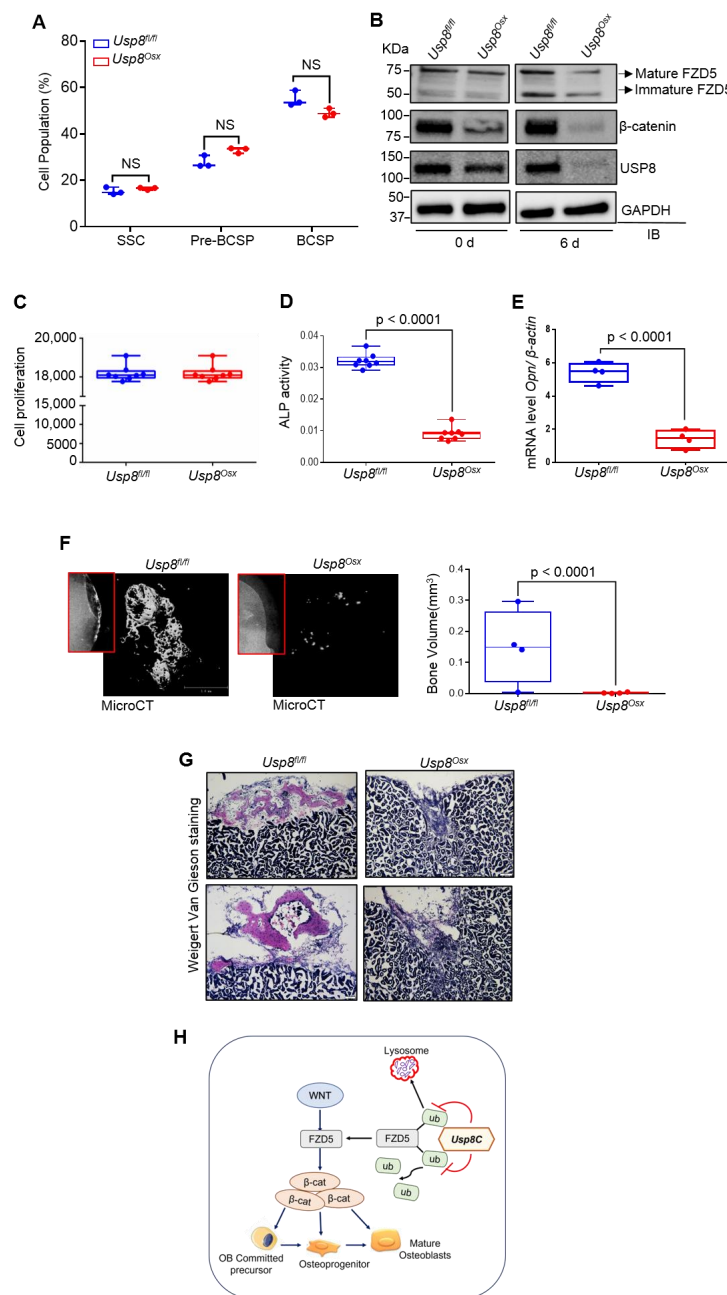 A
Usp8fl/fl
Usp8Osx
Cell Population (%)
80
60
40
20
0
NS
NS
NS
SSC
Pre-BCSP
BCSP
B
KDa
Usp8fl/fl
Usp8Osx
Usp8fl/fl
Usp8Osx
75
50
Mature FZD5
Immature FZD5
100
75
β-catenin
150
100
USP8
50
37
GAPDH
0 d
6 d
IB
C
Cell proliferation
20,000
18,000
16,000
15,000
10,000
5000
0
Usp8fl/fl
Usp8Osx
D
ALP activity
p < 0.0001
0.04
0.03
0.02
0.01
0.00
Usp8fl/fl
Usp8Osx
E
mRNA level Opn/ β-actin
p < 0.0001
8
6
4
2
0
Usp8fl/fl
Usp8Osx
F
Usp8fl/fl
Usp8Osx
MicroCT
MicroCT
Bone Volume(mm3)
p < 0.0001
0.4
0.3
0.2
0.1
0.0
Usp8fl/fl
Usp8Osx
G
Usp8fl/fl
Usp8Osx
Weigert Van Gieson staining
H
Lysosome
WNT
FZD5
FZD5
ub
Usp8C
ub
ub
ub
β-cat
β-cat
β-cat
OB Committed
precursor
Osteoprogenitor
Mature
Osteoblasts